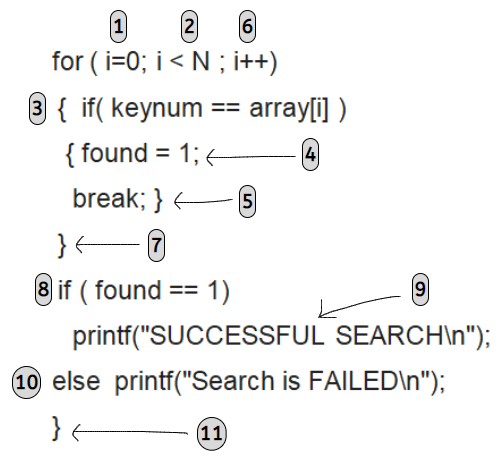 1 2 6
for ( i=0; i < N ; i++)
3 { if( keynum == array[i] )
{ found = 1; 4
break; } 5
} 7
8 if ( found == 1) 9
printf("SUCCESSFUL SEARCH\n");
10 else printf("Search is FAILED\n");
} 11